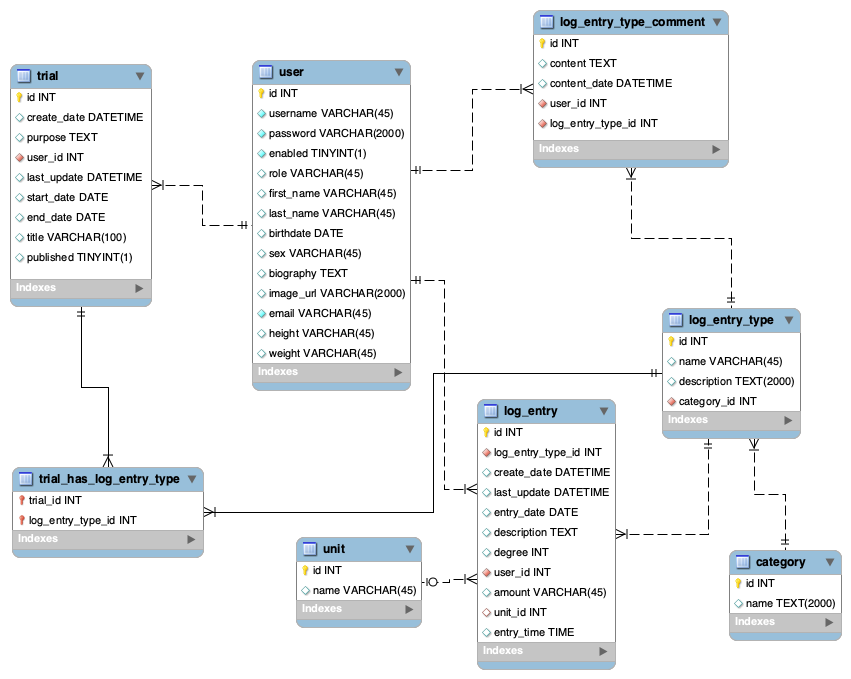 trial
id INT
create_date DATETIME
purpose TEXT
user_id INT
last_update DATETIME
start_date DATE
end_date DATE
title VARCHAR(100)
published TINYINT(1)
Indexes
user
id INT
username VARCHAR(45)
password VARCHAR(2000)
enabled TINYINT(1)
role VARCHAR(45)
first_name VARCHAR(45)
last_name VARCHAR(45)
birthdate DATE
sex VARCHAR(45)
biography TEXT
image_url VARCHAR(2000)
email VARCHAR(45)
height VARCHAR(45)
weight VARCHAR(45)
Indexes
log_entry_type_comment
id INT
content TEXT
content_date DATETIME
user_id INT
log_entry_type_id INT
Indexes
log_entry_type
id INT
name VARCHAR(45)
description TEXT(2000)
category_id INT
Indexes
log_entry
id INT
log_entry_type_id INT
create_date DATETIME
last_update DATETIME
entry_date DATE
description TEXT
degree INT
user_id INT
amount VARCHAR(45)
unit_id INT
entry_time TIME
Indexes
trial_has_log_entry_type
trial_id INT
log_entry_type_id INT
Indexes
unit
id INT
name VARCHAR(45)
Indexes
category
id INT
name TEXT(2000)
Indexes